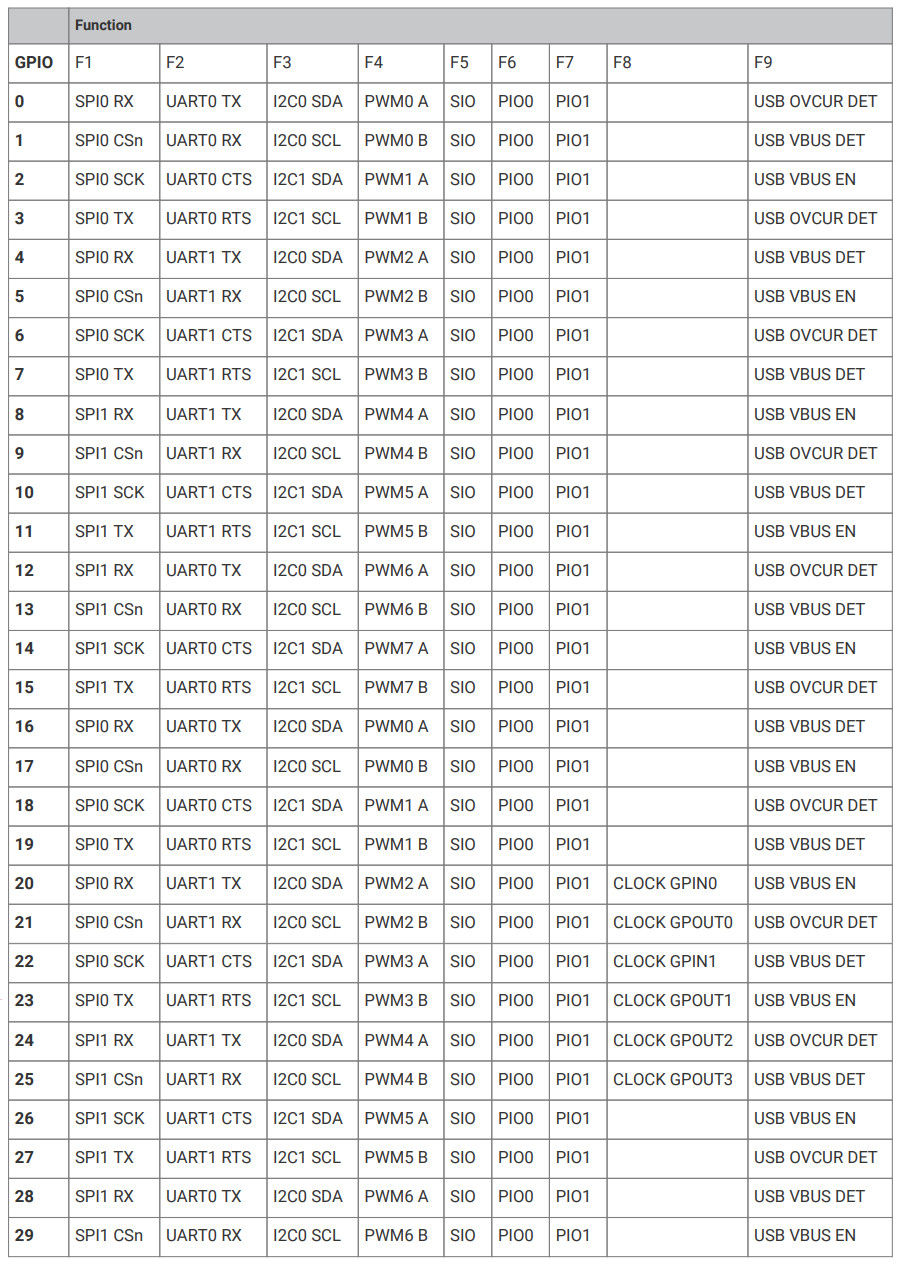 Function
GPIO F1 F2 F3 F4 F5 F6 F7 F8 F9
0 SPI0 RX UART0 TX I2C0 SDA PWM0 A SIO PIO0 PIO1 USB OVCUR DET
1 SPI0 CSn UART0 RX I2C0 SCL PWM0 B SIO PIO0 PIO1 USB VBUS DET
2 SPI0 SCK UART0 CTS I2C1 SDA PWM1 A SIO PIO0 PIO1 USB VBUS EN
3 SPI0 TX UART0 RTS I2C1 SCL PWM1 B SIO PIO0 PIO1 USB OVCUR DET
4 SPI0 RX UART1 TX I2C0 SDA PWM2 A SIO PIO0 PIO1 USB VBUS DET
5 SPI0 CSn UART1 RX I2C0 SCL PWM2 B SIO PIO0 PIO1 USB VBUS EN
6 SPI0 SCK UART1 CTS I2C1 SDA PWM3 A SIO PIO0 PIO1 USB OVCUR DET
7 SPI0 TX UART1 RTS I2C1 SCL PWM3 B SIO PIO0 PIO1 USB VBUS DET
8 SPI1 RX UART1 TX I2C0 SDA PWM4 A SIO PIO0 PIO1 USB VBUS EN
9 SPI1 CSn UART1 RX I2C0 SCL PWM4 B SIO PIO0 PIO1 USB OVCUR DET
10 SPI1 SCK UART1 CTS I2C1 SDA PWM5 A SIO PIO0 PIO1 USB VBUS DET
11 SPI1 TX UART1 RTS I2C1 SCL PWM5 B SIO PIO0 PIO1 USB VBUS EN
12 SPI1 RX UART0 TX I2C0 SDA PWM6 A SIO PIO0 PIO1 USB OVCUR DET
13 SPI1 CSn UART0 RX I2C0 SCL PWM6 B SIO PIO0 PIO1 USB VBUS DET
14 SPI1 SCK UART0 CTS I2C1 SDA PWM7 A SIO PIO0 PIO1 USB VBUS EN
15 SPI1 TX UART0 RTS I2C1 SCL PWM7 B SIO PIO0 PIO1 USB OVCUR DET
16 SPI0 RX UART0 TX I2C0 SDA PWM0 A SIO PIO0 PIO1 USB VBUS DET
17 SPI0 CSn UART0 RX I2C0 SCL PWM0 B SIO PIO0 PIO1 USB VBUS EN
18 SPI0 SCK UART0 CTS I2C1 SDA PWM1 A SIO PIO0 PIO1 USB OVCUR DET
19 SPI0 TX UART0 RTS I2C1 SCL PWM1 B SIO PIO0 PIO1 USB VBUS DET
20 SPI0 RX UART1 TX I2C0 SDA PWM2 A SIO PIO0 PIO1 CLOCK GPIN0 USB VBUS EN
21 SPI0 CSn UART1 RX I2C0 SCL PWM2 B SIO PIO0 PIO1 CLOCK GPOUT0 USB OVCUR DET
22 SPI0 SCK UART1 CTS I2C1 SDA PWM3 A SIO PIO0 PIO1 CLOCK GPIN1 USB VBUS DET
23 SPI0 TX UART1 RTS I2C1 SCL PWM3 B SIO PIO0 PIO1 CLOCK GPOUT1 USB VBUS EN
24 SPI1 RX UART1 TX I2C0 SDA PWM4 A SIO PIO0 PIO1 CLOCK GPOUT2 USB OVCUR DET
25 SPI1 CSn UART1 RX I2C0 SCL PWM4 B SIO PIO0 PIO1 CLOCK GPOUT3 USB VBUS DET
26 SPI1 SCK UART1 CTS I2C1 SDA PWM5 A SIO PIO0 PIO1 USB VBUS EN
27 SPI1 TX UART1 RTS I2C1 SCL PWM5 B SIO PIO0 PIO1 USB OVCUR DET
28 SPI1 RX UART0 TX I2C0 SDA PWM6 A SIO PIO0 PIO1 USB VBUS DET
29 SPI1 CSn UART0 RX I2C0 SCL PWM6 B SIO PIO0 PIO1 USB VBUS EN